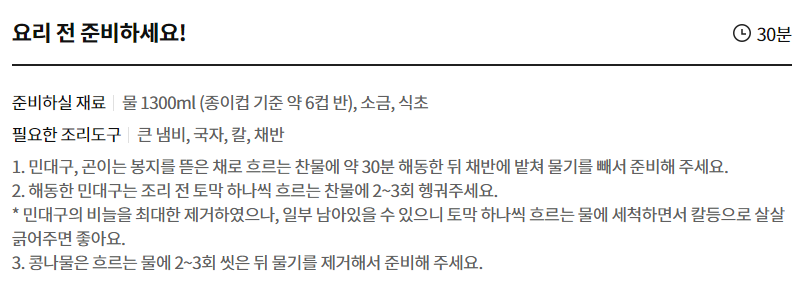 요리 전 준비하세요!
30분
준비하실 재료 | 물 1300ml (종이컵 기준 약 6컵 반), 소금, 식초
필요한 조리도구 | 큰 냄비, 국자, 칼, 채반
1. 민대구, 곤이는 봉지를 뜯은 채로 흐르는 찬물에 약 30분 해동한 뒤 채반에 밭쳐 물기를 빼서 준비해 주세요.
2. 해동한 민대구는 조리 전 토막 하나씩 흐르는 찬물에 2~3회 헹궈주세요.
* 민대구의 비늘을 최대한 제거하였으나, 일부 남아있을 수 있으니 토막 하나씩 흐르는 물에 세척하면서 칼등으로 살살
긁어주면 좋아요.
3. 콩나물은 흐르는 물에 2~3회 씻은 뒤 물기를 제거해서 준비해 주세요.